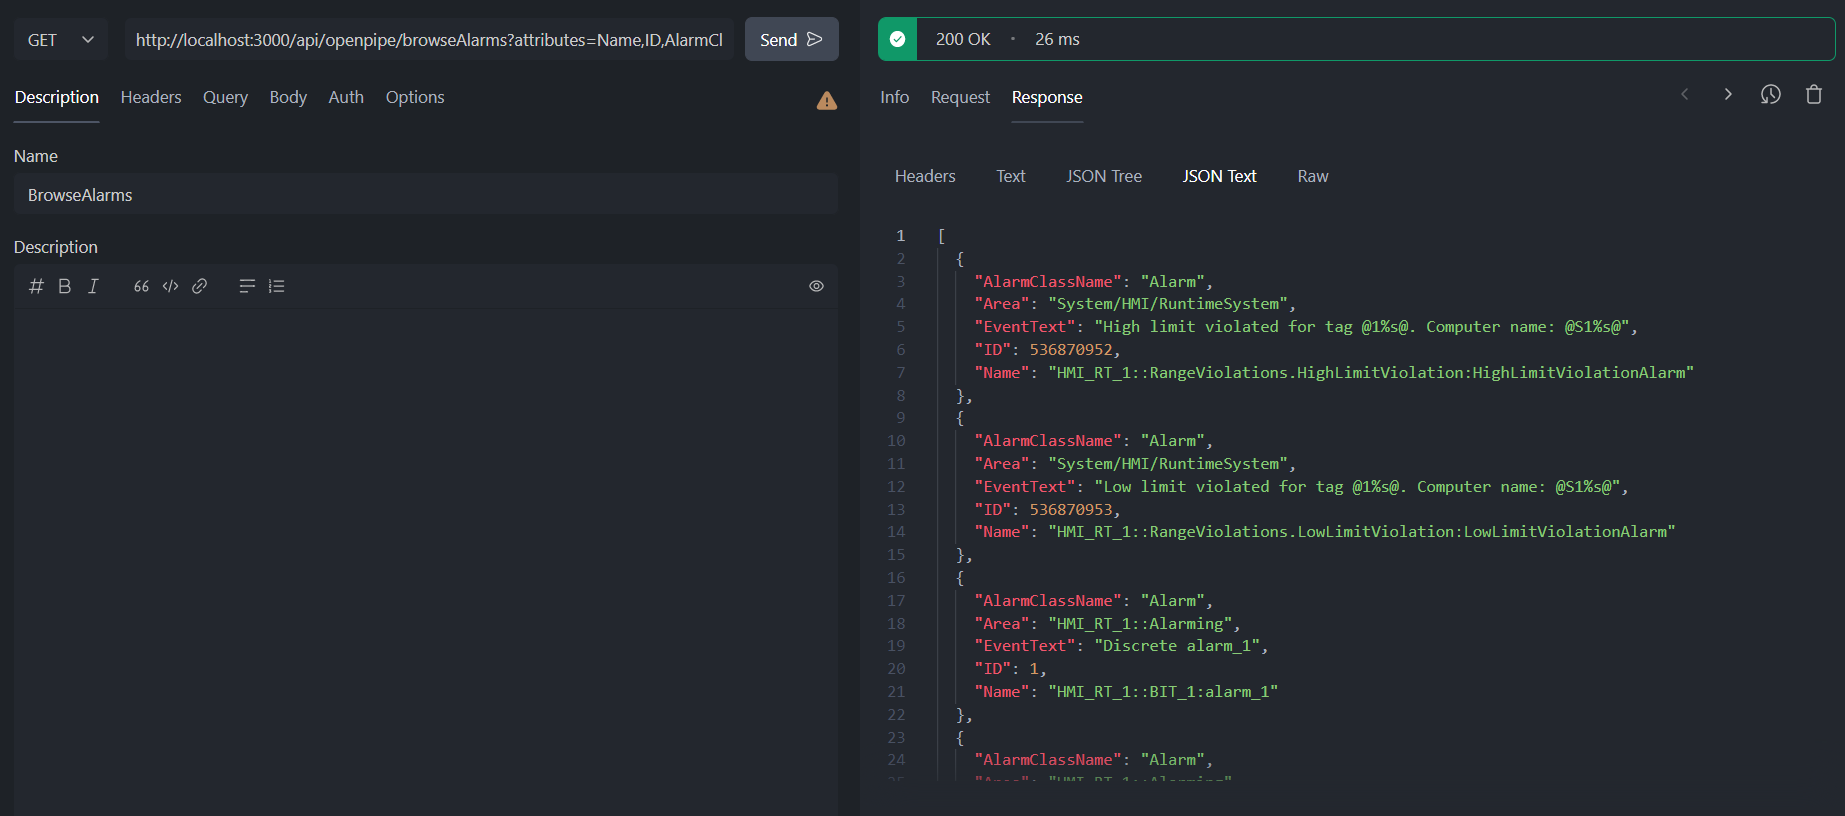 GET
http://localhost:3000/api/openpipe/browseAlarms?attributes=Name,ID,AlarmCl
Send
Description Headers Query Body Auth Options
Name
BrowseAlarms
Description
200 OK • 26 ms
Info Request Response
Headers Text JSON Tree JSON Text Raw
1 [
2 {
3 "AlarmClassName": "Alarm",
4 "Area": "System/HMI/RuntimeSystem",
5 "EventText": "High limit violated for tag @1%s@. Computer name: @S1%s@",
6 "ID": 536870952,
7 "Name": "HMI_RT_1::RangeViolations.HighLimitViolation:HighLimitViolationAlarm"
8 },
9 {
10 "AlarmClassName": "Alarm",
11 "Area": "System/HMI/RuntimeSystem",
12 "EventText": "Low limit violated for tag @1%s@. Computer name: @S1%s@",
13 "ID": 536870953,
14 "Name": "HMI_RT_1::RangeViolations.LowLimitViolation:LowLimitViolationAlarm"
15 },
16 {
17 "AlarmClassName": "Alarm",
18 "Area": "HMI_RT_1::Alarming",
19 "EventText": "Discrete alarm_1",
20 "ID": 1,
21 "Name": "HMI_RT_1::BIT_1:alarm_1"
22 },
23 {
24 "AlarmClassName": "Alarm",
25 "Area": "HMI_RT_1::Alarming"